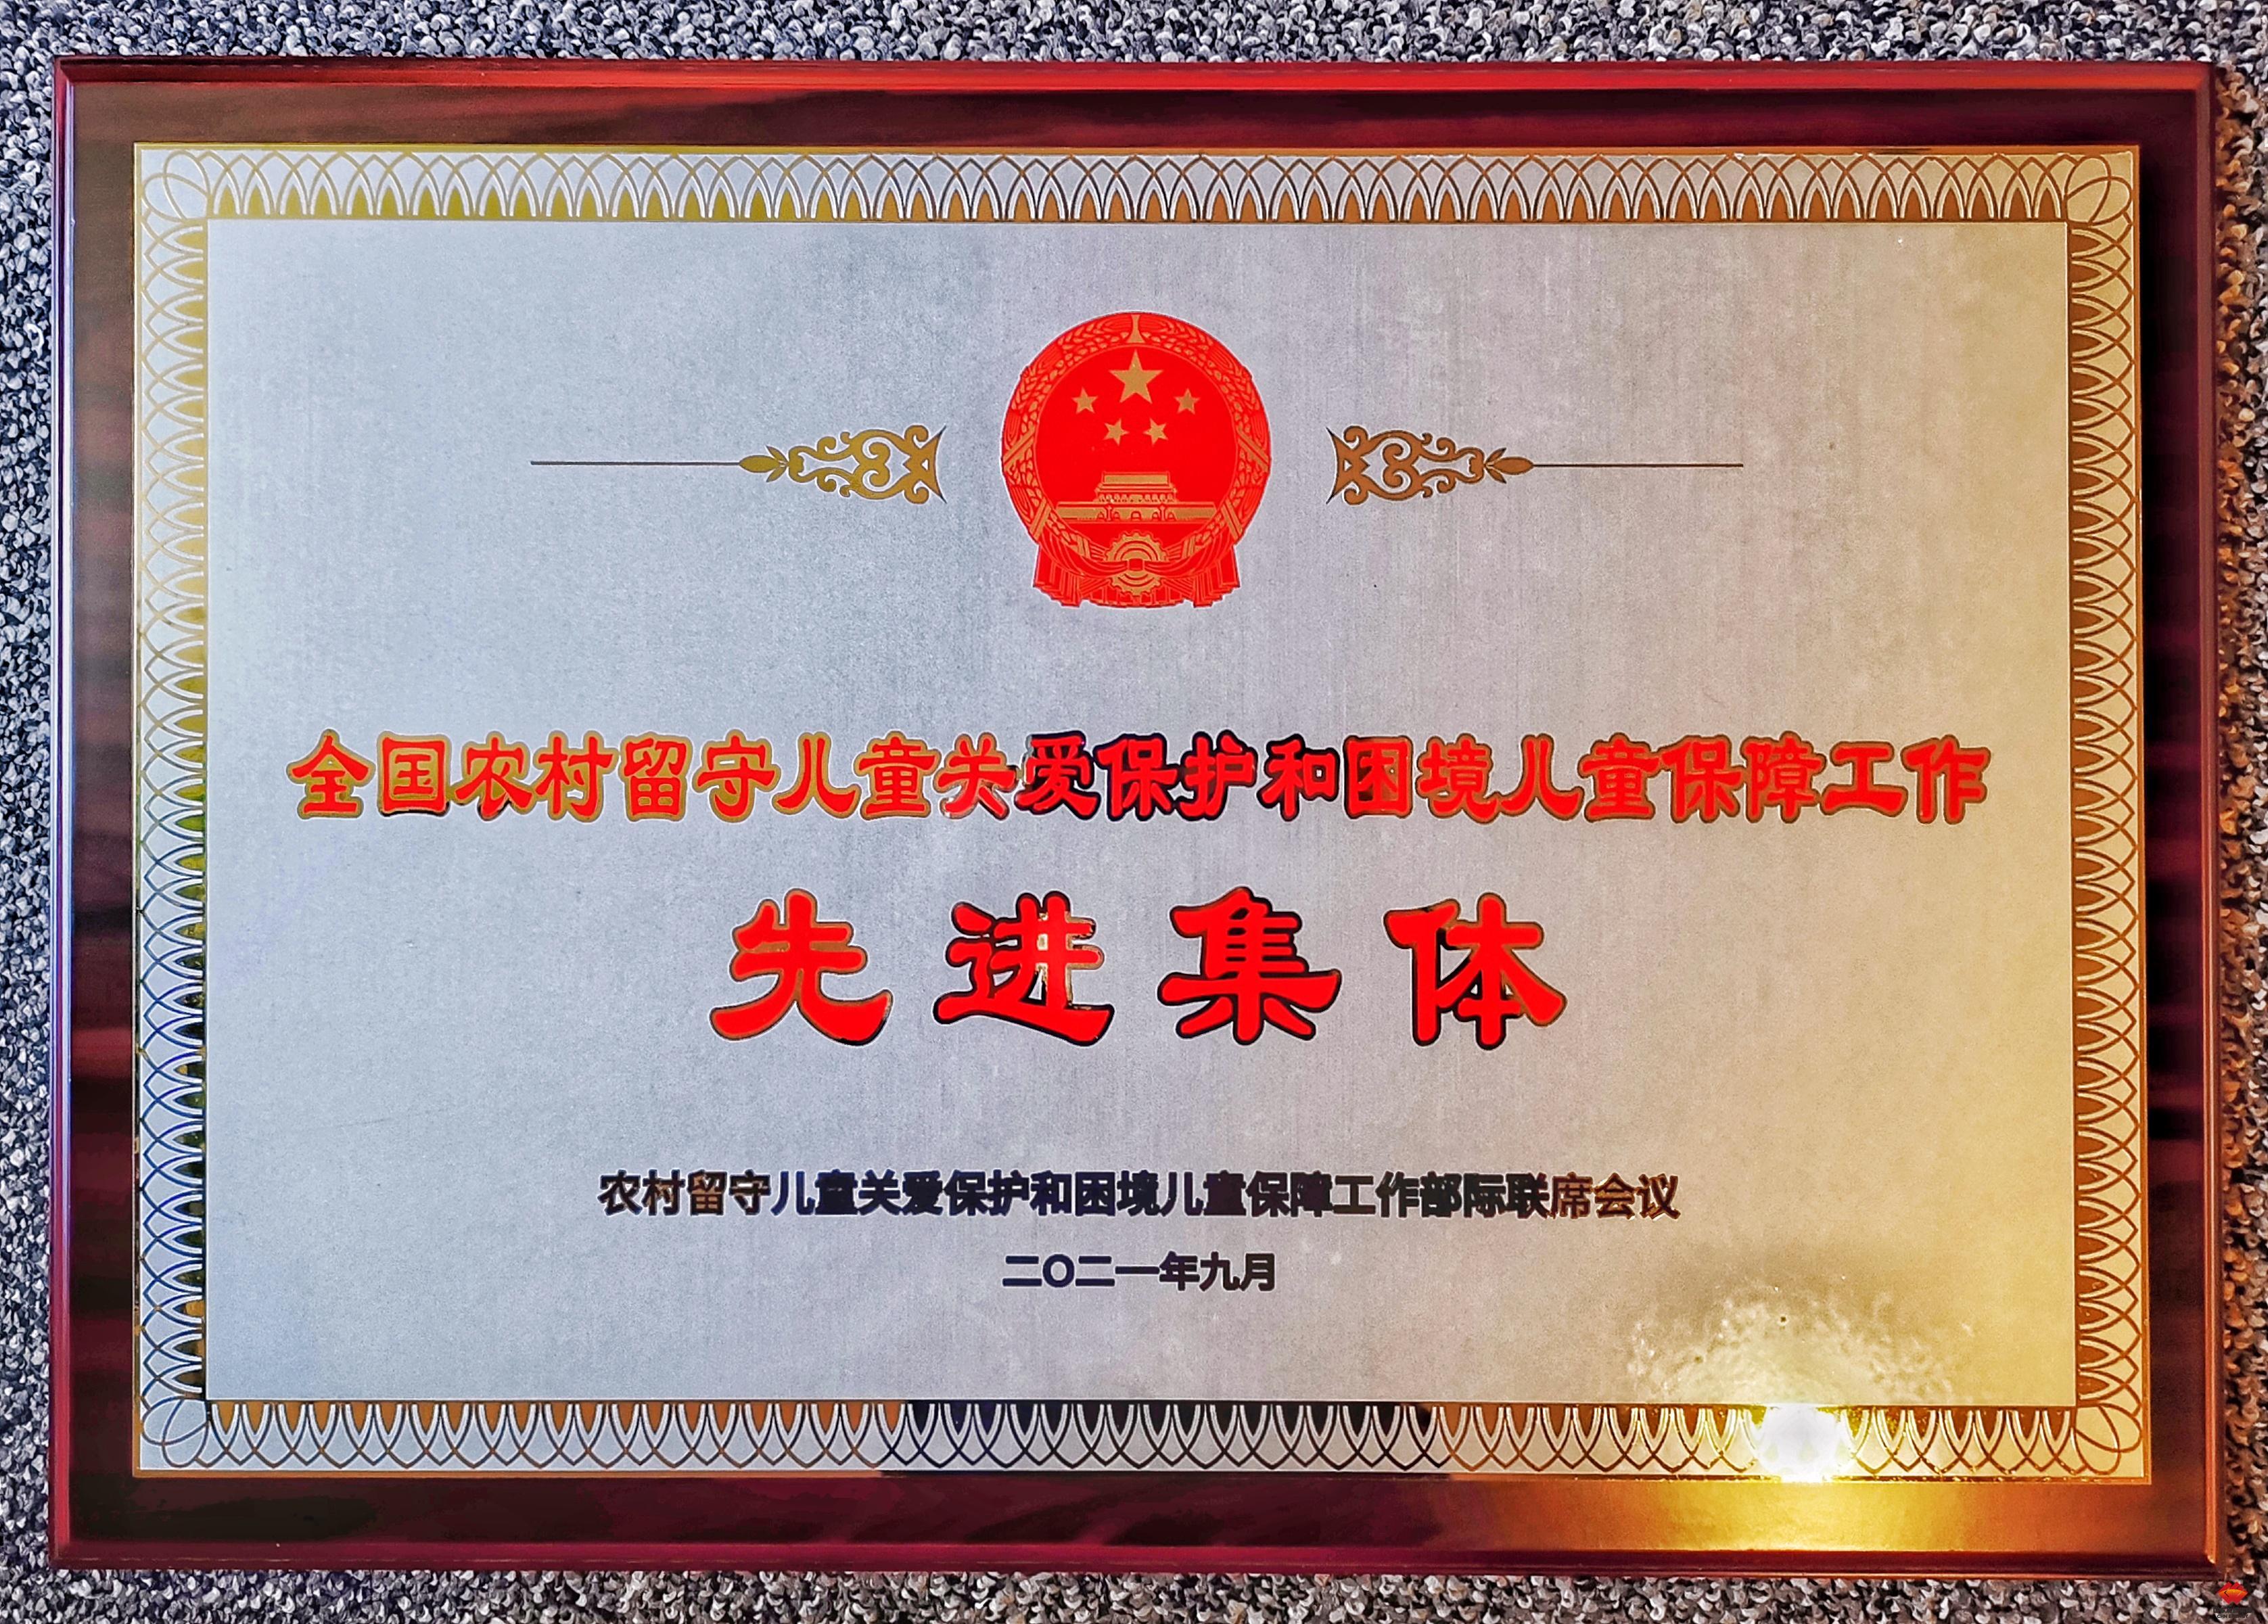 全国农村留守儿童关爱保护和困境儿童保障工作
先进集体
农村留守儿童关爱保护和困境儿童保障工作部际联席会议
二〇二一年九月